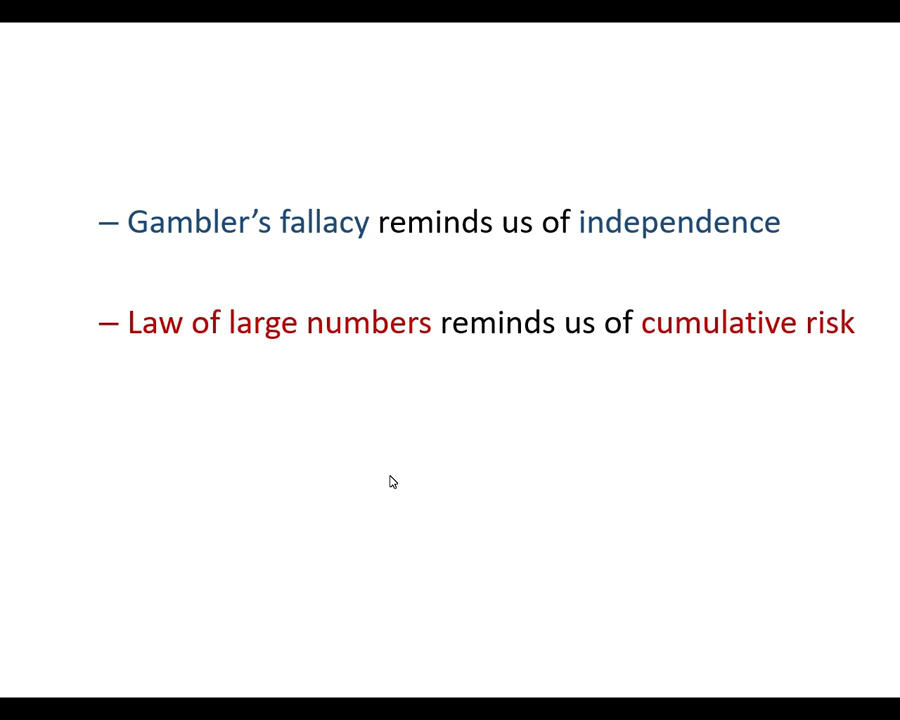 – Gambler’s fallacy reminds us of independence
– Law of large numbers reminds us of cumulative risk